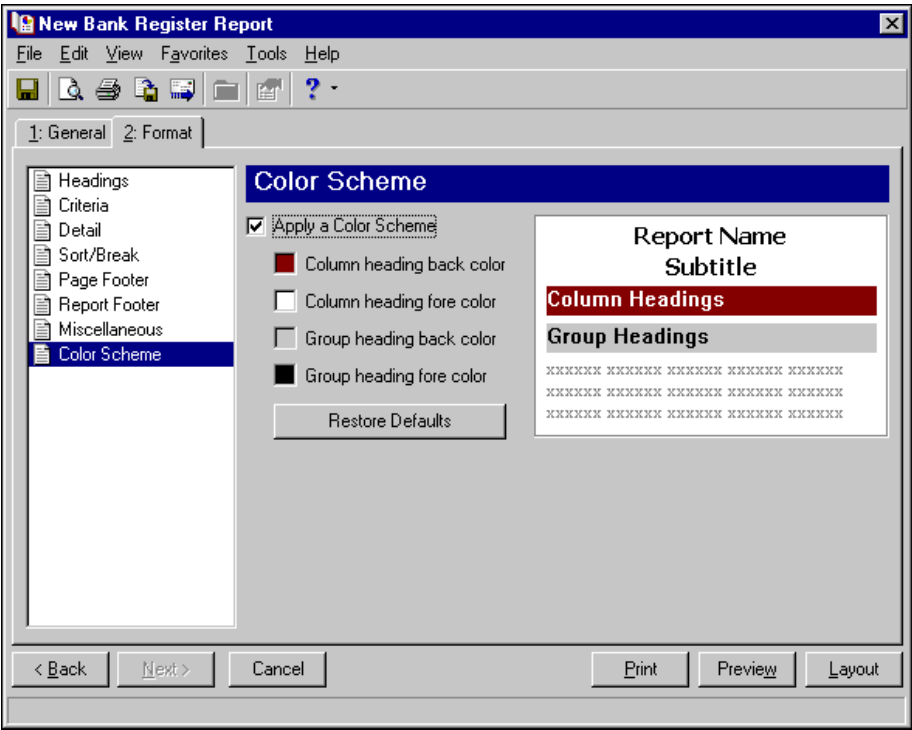 New Bank Register Report
File Edit View Favorites Tools Help
?
1: General 2: Format
Headings
Criteria
Detail
Sort/Break
Page Footer
Report Footer
Miscellaneous
Color Scheme
Color Scheme
Apply a Color Scheme
Column heading back color
Column heading fore color
Group heading back color
Group heading fore color
Restore Defaults
Report Name
Subtitle
Column Headings
Group Headings
xxxxxx xxxxxx xxxxxx xxxxxx xxxxxx
xxxxxx xxxxxx xxxxxx xxxxxx xxxxxx
xxxxxx xxxxxx xxxxxx xxxxxx xxxxxx
< Back Next > Cancel Print Preview Layout